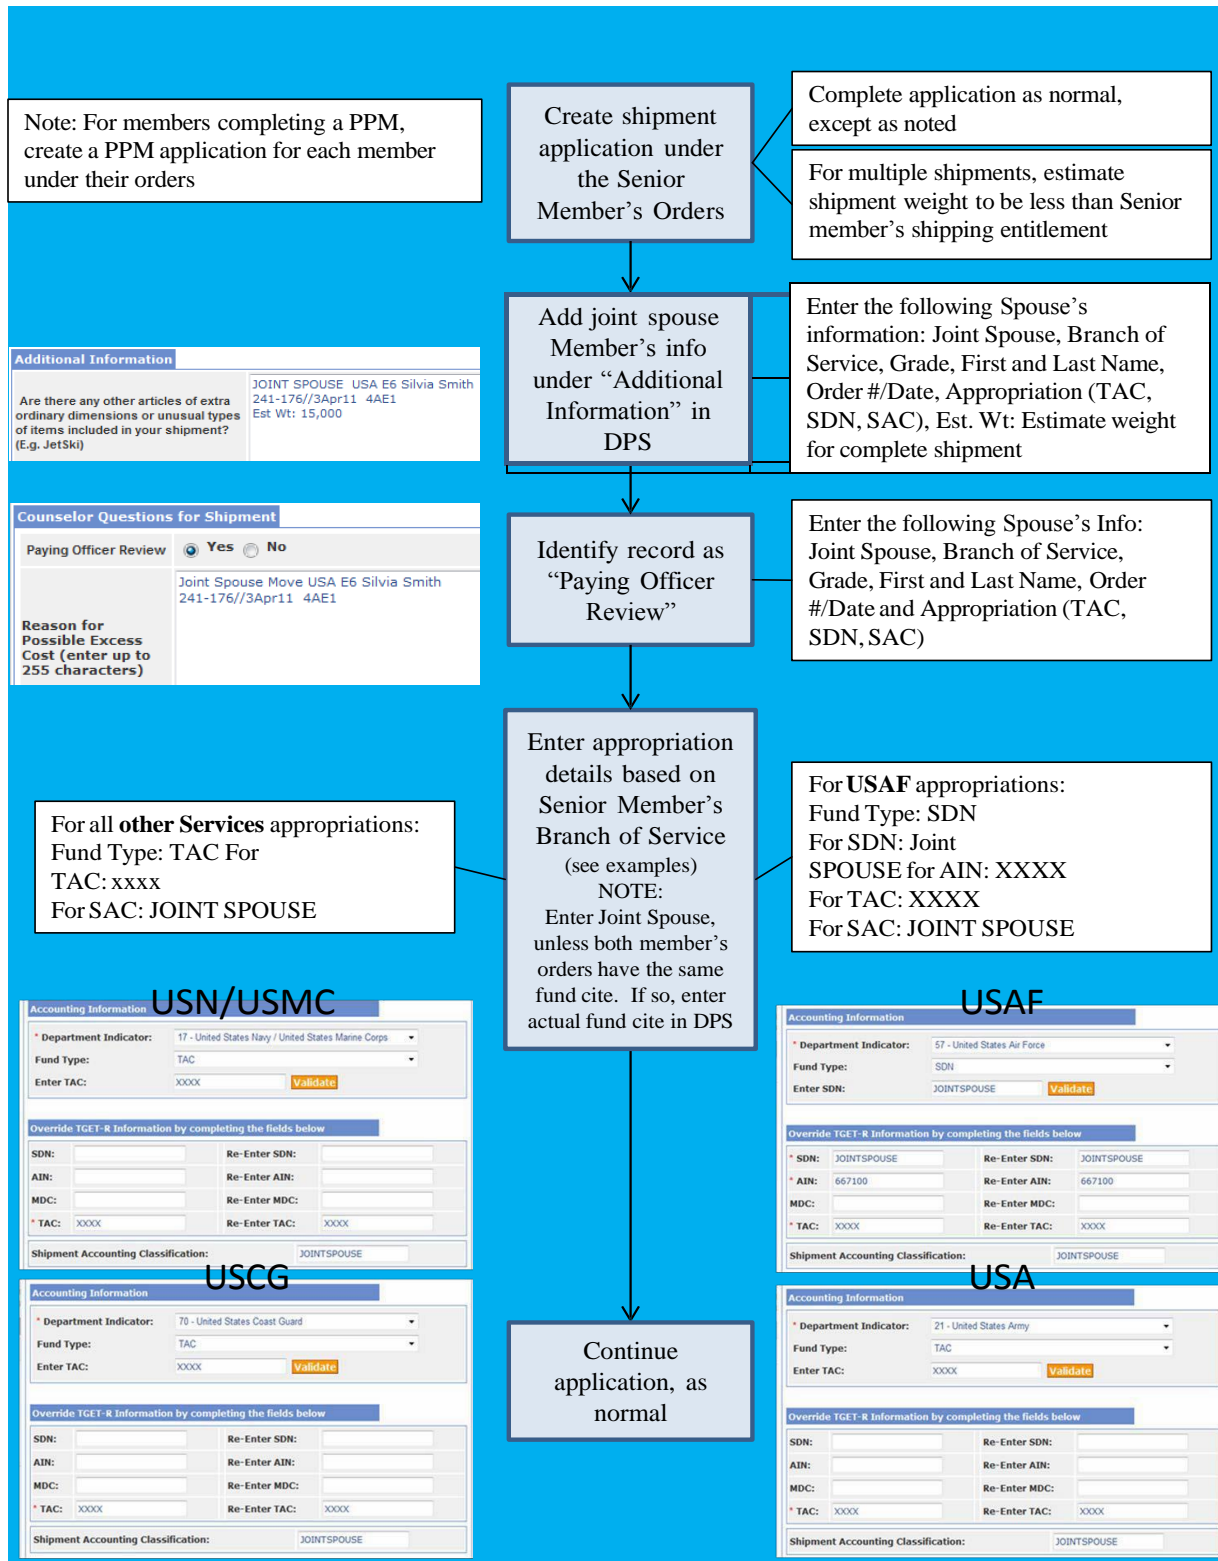 Note: For members completing a PPM,
create a PPM application for each member
under their orders
Create shipment
application under
the Senior
Member’s Orders
Complete application as normal,
except as noted
For multiple shipments, estimate
shipment weight to be less than Senior
member’s shipping entitlement
Add joint spouse
Member’s info
under “Additional
Information” in
DPS
Enter the following Spouse’s
information: Joint Spouse, Branch of
Service, Grade, First and Last Name,
Order #/Date, Appropriation (TAC,
SDN, SAC), Est. Wt: Estimate weight
for complete shipment
Additional Information
Are there any other articles of extra
ordinary dimensions or unusual types
of items included in your shipment?
(E.g. JetSki)
JOINT SPOUSE USA E6 Silvia Smith
241-176//3Apr11 4AE1
Est Wt: 15,000
Counselor Questions for Shipment
Paying Officer Review Yes No
Reason for
Possible Excess
Cost (enter up to
255 characters)
Joint Spouse Move USA E6 Silvia Smith
241-176//3Apr11 4AE1
Identify record as
“Paying Officer
Review”
Enter the following Spouse’s Info:
Joint Spouse, Branch of Service,
Grade, First and Last Name, Order
#/Date and Appropriation (TAC,
SDN, SAC)
Enter appropriation
details based on
Senior Member’s
Branch of Service
(see examples)
NOTE:
Enter Joint Spouse,
unless both member’s
orders have the same
fund cite. If so, enter
actual fund cite in DPS
For all other Services appropriations:
Fund Type: TAC For
TAC: xxxx
For SAC: JOINT SPOUSE
For USAF appropriations:
Fund Type: SDN
For SDN: Joint
SPOUSE for AIN: XXXX
For TAC: XXXX
For SAC: JOINT SPOUSE
USN/USMC
Accounting Information
* Department Indicator: 17 - United States Navy / United States Marine Corps
Fund Type: TAC
Enter TAC: XXXX Validate
Override TGET-R Information by completing the fields below
SDN: Re-Enter SDN:
AIN: Re-Enter AIN:
MDC: Re-Enter MDC:
* TAC: XXXX Re-Enter TAC: XXXX
Shipment Accounting Classification: JOINTSPOUSE
USAF
Accounting Information
* Department Indicator: 57 - United States Air Force
Fund Type: SDN
Enter SDN: JOINTSPOUSE Validate
Override TGET-R Information by completing the fields below
* SDN: JOINTSPOUSE Re-Enter SDN: JOINTSPOUSE
* AIN: 667100 Re-Enter AIN: 667100
MDC: Re-Enter MDC:
* TAC: XXXX Re-Enter TAC: XXXX
Shipment Accounting Classification: JOINTSPOUSE
USCG
Accounting Information
* Department Indicator: 70 - United States Coast Guard
Fund Type: TAC
Enter TAC: XXXX Validate
Override TGET-R Information by completing the fields below
SDN: Re-Enter SDN:
AIN: Re-Enter AIN:
MDC: Re-Enter MDC:
* TAC: XXXX Re-Enter TAC: XXXX
Shipment Accounting Classification: JOINTSPOUSE
Continue
application, as
normal
USA
Accounting Information
* Department Indicator: 21 - United States Army
Fund Type: TAC
Enter TAC: XXXX Validate
Override TGET-R Information by completing the fields below
SDN: Re-Enter SDN:
AIN: Re-Enter AIN:
MDC: Re-Enter MDC:
* TAC: XXXX Re-Enter TAC: XXXX
Shipment Accounting Classification: JOINTSPOUSE